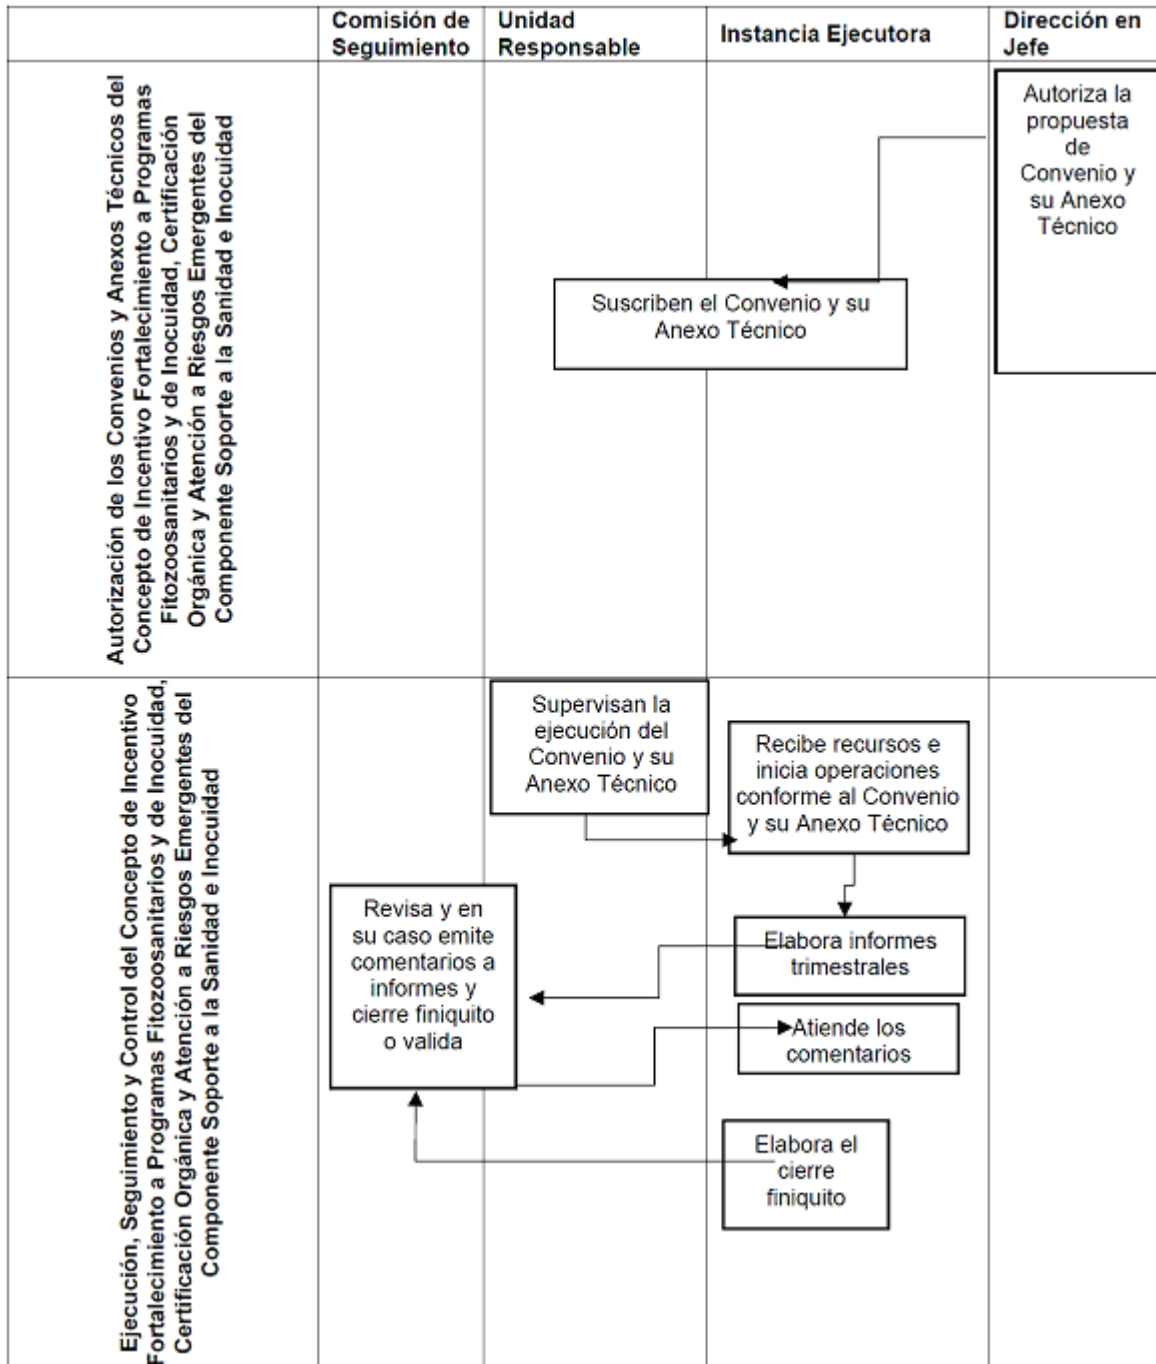 Comisión de
Seguimiento
Unidad
Responsable
Instancia Ejecutora
Dirección en
Jefe
Autorización de los Convenios y Anexos Técnicos del
Concepto de Incentivo Fortalecimiento a Programas
Fitozoosanitarios y de Inocuidad, Certificación
Orgánica y Atención a Riesgos Emergentes del
Componente Soporte a la Sanidad e Inocuidad
Autoriza la
propuesta
de
Convenio y
su Anexo
Técnico
Suscriben el Convenio y su
Anexo Técnico
Ejecución, Seguimiento y Control del Concepto de Incentivo
Fortalecimiento a Programas Fitozoosanitarios y de Inocuidad,
Certificación Orgánica y Atención a Riesgos Emergentes del
Componente Soporte a la Sanidad e Inocuidad
Supervisan la
ejecución del
Convenio y su
Anexo Técnico
Recibe recursos e
inicia operaciones
conforme al Convenio
y su Anexo Técnico
Revisa y en
su caso emite
comentarios a
informes y
cierre finiquito
o valida
Elabora informes
trimestrales
Atiende los
comentarios
Elabora el
cierre
finiquito